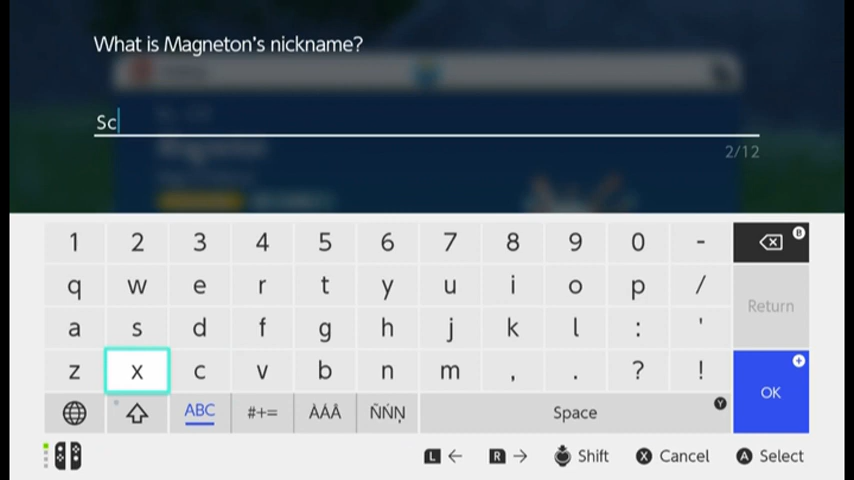 What is Magneton's nickname?
Sc
2/12
1 2 3 4 5 6 7 8 9 0 - B
q w e r t y u i o p / Return
a s d f g h j k l : '
z x c v b n m , . ? ! + OK
ABC #+= ÀÁÂ ÑŃŅ Space Y
L ← R → Shift X Cancel A Select